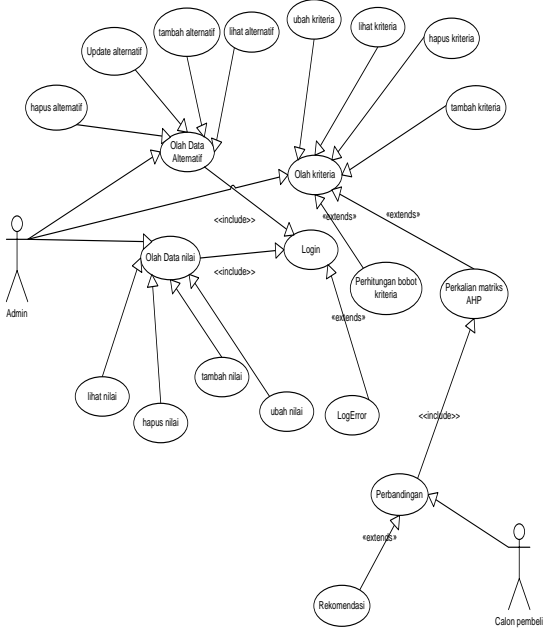 ubah kriteria
lihat kriteria
tambah alternatif
lihat alternatif
hapus kriteria
Update alternatif
hapus alternatif
tambah kriteria
Olah Data
Alternatif
Olah kriteria
<<include>>
«extends»
«extends»
Admin
Olah Data nilai
<<include>>
Login
Perhitungan bobot
kriteria
Perkalian matriks
AHP
«extends»
tambah nilai
lihat nilai
hapus nilai
ubah nilai
LogError
<<include>>
Perbandingan
«extends»
Rekomendasi
Calon pembeli